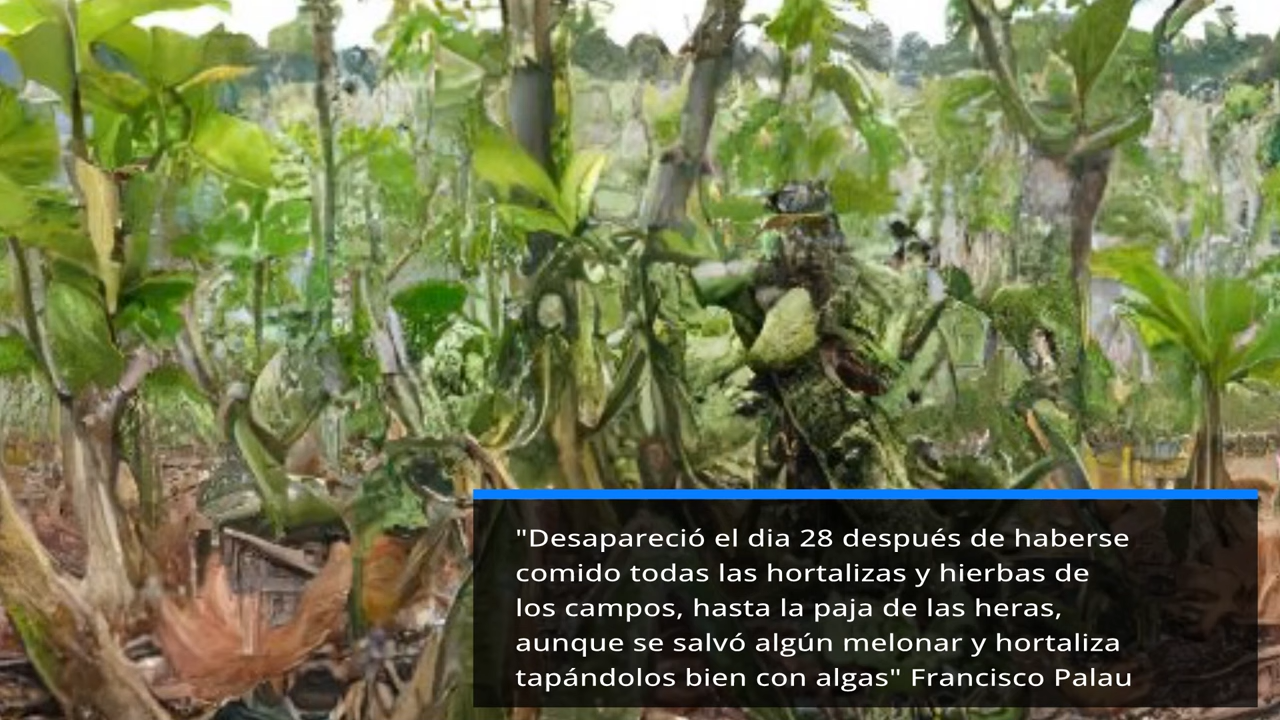 "Desapareció el dia 28 después de haberse
comido todas las hortalizas y hierbas de
los campos, hasta la paja de las heras,
aunque se salvó algún melonar y hortaliza
tapándolos bien con algas" Francisco Palau